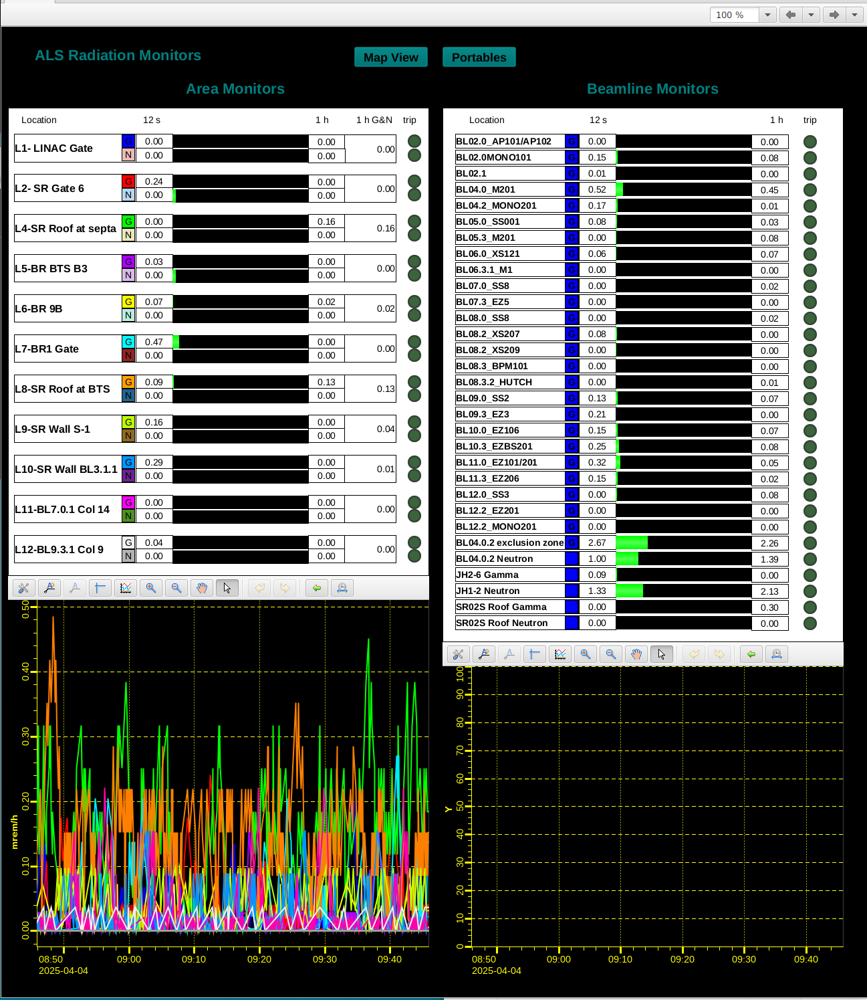 100 %
ALS Radiation Monitors
Map View
Portables
Area Monitors
Location 12 s 1 h 1 h G&N trip
L1- LINAC Gate G 0.00 0.00 0.00
N 0.00 0.00
L2- SR Gate 6 G 0.24 0.00 0.00
N 0.00 0.00
L4-SR Roof at septa G 0.00 0.16 0.16
N 0.00 0.00
L5-BR BTS B3 G 0.03 0.00 0.00
N 0.00 0.00
L6-BR 9B G 0.07 0.02 0.02
N 0.00 0.00
L7-BR1 Gate G 0.47 0.00 0.00
N 0.00 0.00
L8-SR Roof at BTS G 0.09 0.13 0.13
N 0.00 0.00
L9-SR Wall S-1 G 0.16 0.00 0.04
N 0.00 0.00
L10-SR Wall BL3.1.1 G 0.29 0.00 0.01
N 0.00 0.00
L11-BL7.0.1 Col 14 G 0.00 0.00 0.00
N 0.00 0.00
L12-BL9.3.1 Col 9 G 0.04 0.00 0.00
N 0.00 0.00
mrem/h
0.50
0.40
0.30
0.20
0.10
0.00
08:50 09:00 09:10 09:20 09:30 09:40
2025-04-04
Beamline Monitors
Location 12 s 1 h trip
BL02.0_AP101/AP102 G 0.00 0.00
BL02.0MONO101 G 0.15 0.08
BL02.1 G 0.01 0.00
BL04.0_M201 G 0.52 0.45
BL04.2_MONO201 G 0.17 0.01
BL05.0_SS001 G 0.08 0.03
BL05.3_M201 G 0.00 0.08
BL06.0_XS121 G 0.06 0.07
BL06.3.1_M1 G 0.00 0.00
BL07.0_SS8 G 0.00 0.02
BL07.3_EZ5 G 0.00 0.00
BL08.0_SS8 G 0.00 0.02
BL08.2_XS207 G 0.08 0.00
BL08.2_XS209 G 0.00 0.00
BL08.3_BPM101 G 0.00 0.00
BL08.3.2_HUTCH G 0.00 0.01
BL09.0_SS2 G 0.13 0.07
BL09.3_EZ3 G 0.21 0.00
BL10.0_EZ106 G 0.15 0.07
BL10.3_EZBS201 G 0.25 0.08
BL11.0_EZ101/201 G 0.32 0.05
BL11.3_EZ206 G 0.15 0.02
BL12.0_SS3 G 0.00 0.08
BL12.2_EZ201 G 0.00 0.00
BL12.2_MONO201 G 0.00 0.00
BL04.0.2 exclusion zone G 2.67 2.26
BL04.0.2 Neutron 1.00 1.39
JH2-6 Gamma 0.09 0.00
JH1-2 Neutron 1.33 2.13
SR02S Roof Gamma 0.00 0.30
SR02S Roof Neutron 0.00 0.00
Y
100
90
80
70
60
50
40
30
20
10
0
08:50 09:00 09:10 09:20 09:30 09:40
2025-04-04